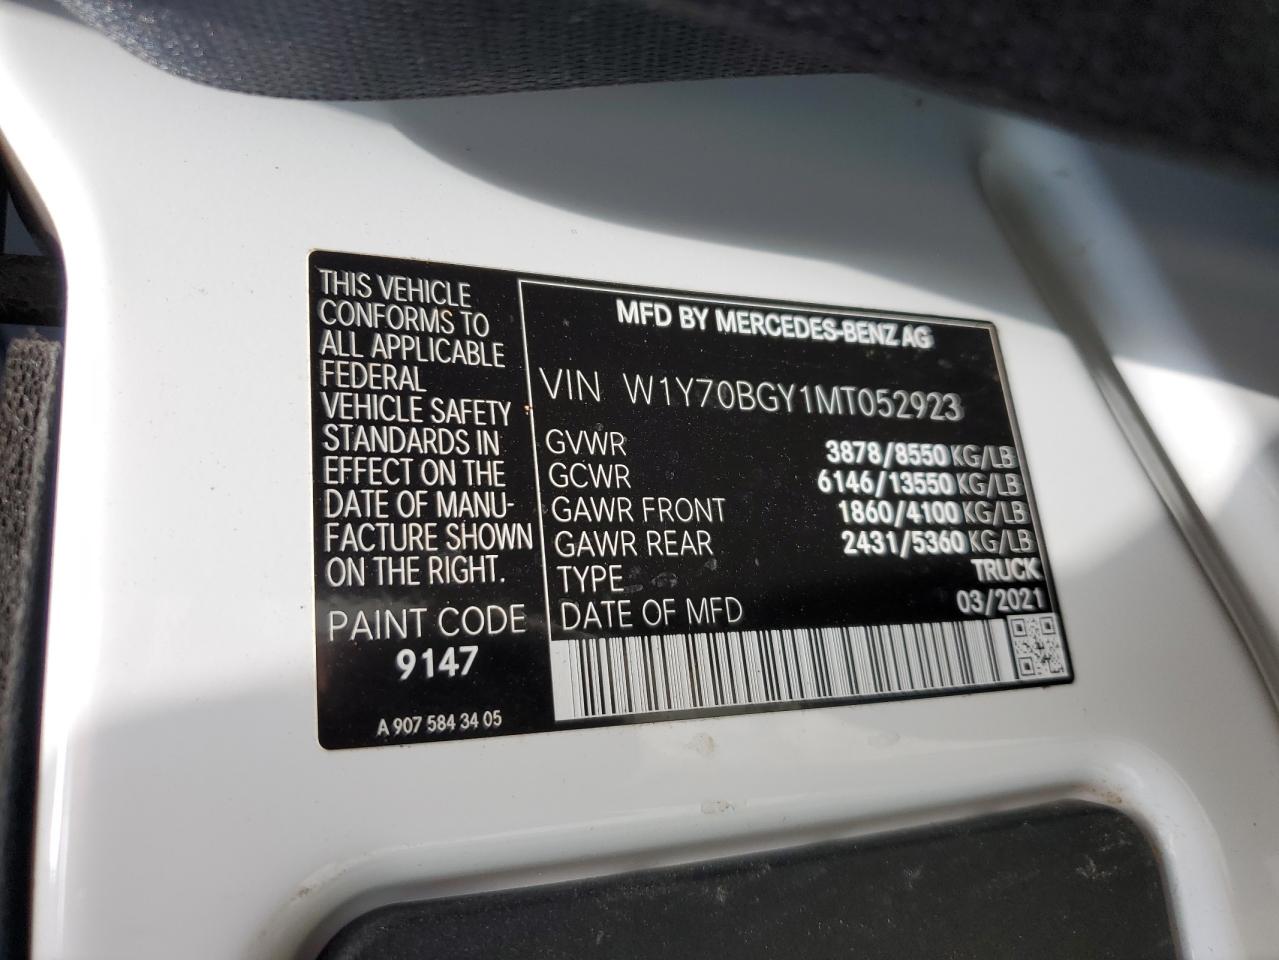 THIS VEHICLE
CONFORMS TO
ALL APPLICABLE
FEDERAL
VEHICLE SAFETY
STANDARDS IN
EFFECT ON THE
DATE OF MANU-
FACTURE SHOWN
ON THE RIGHT.
PAINT CODE
9147
A 907 584 34 05
MFD BY MERCEDES-BENZ AG
VIN W1Y70BGY1MT052923
GVWR 3878/8550 KG/LB
GCWR 6146/13550 KG/LB
GAWR FRONT 1860/4100 KG/LB
GAWR REAR 2431/5360 KG/LB
TYPE TRUCK
DATE OF MFD 03/2021